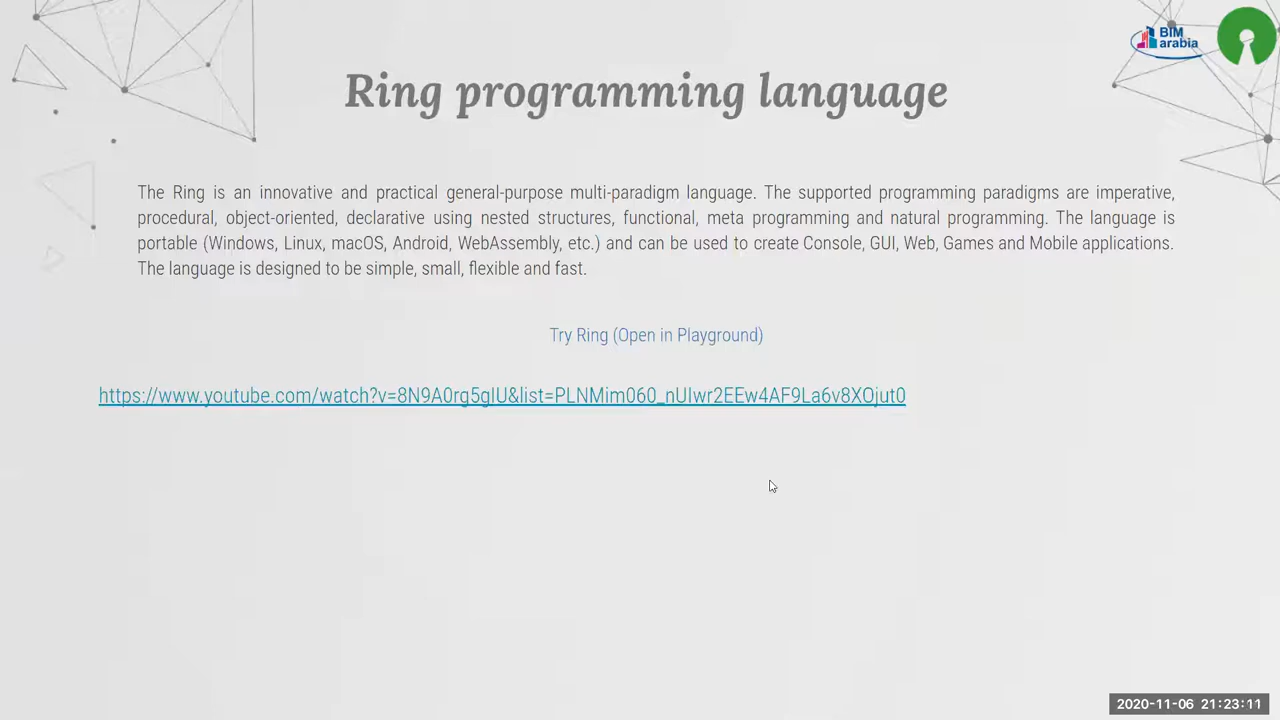 BIM
arabia
Ring programming language
The Ring is an innovative and practical general-purpose multi-paradigm language. The supported programming paradigms are imperative,
procedural, object-oriented, declarative using nested structures, functional, meta programming and natural programming. The language is
portable (Windows, Linux, macOS, Android, WebAssembly, etc.) and can be used to create Console, GUI, Web, Games and Mobile applications.
The language is designed to be simple, small, flexible and fast.
Try Ring (Open in Playground)
https://www.youtube.com/watch?v=8N9A0rg5gIU&list=PLNMim060_nUIwr2EEw4AF9La6v8XOjut0
2020-11-06 21:23:11